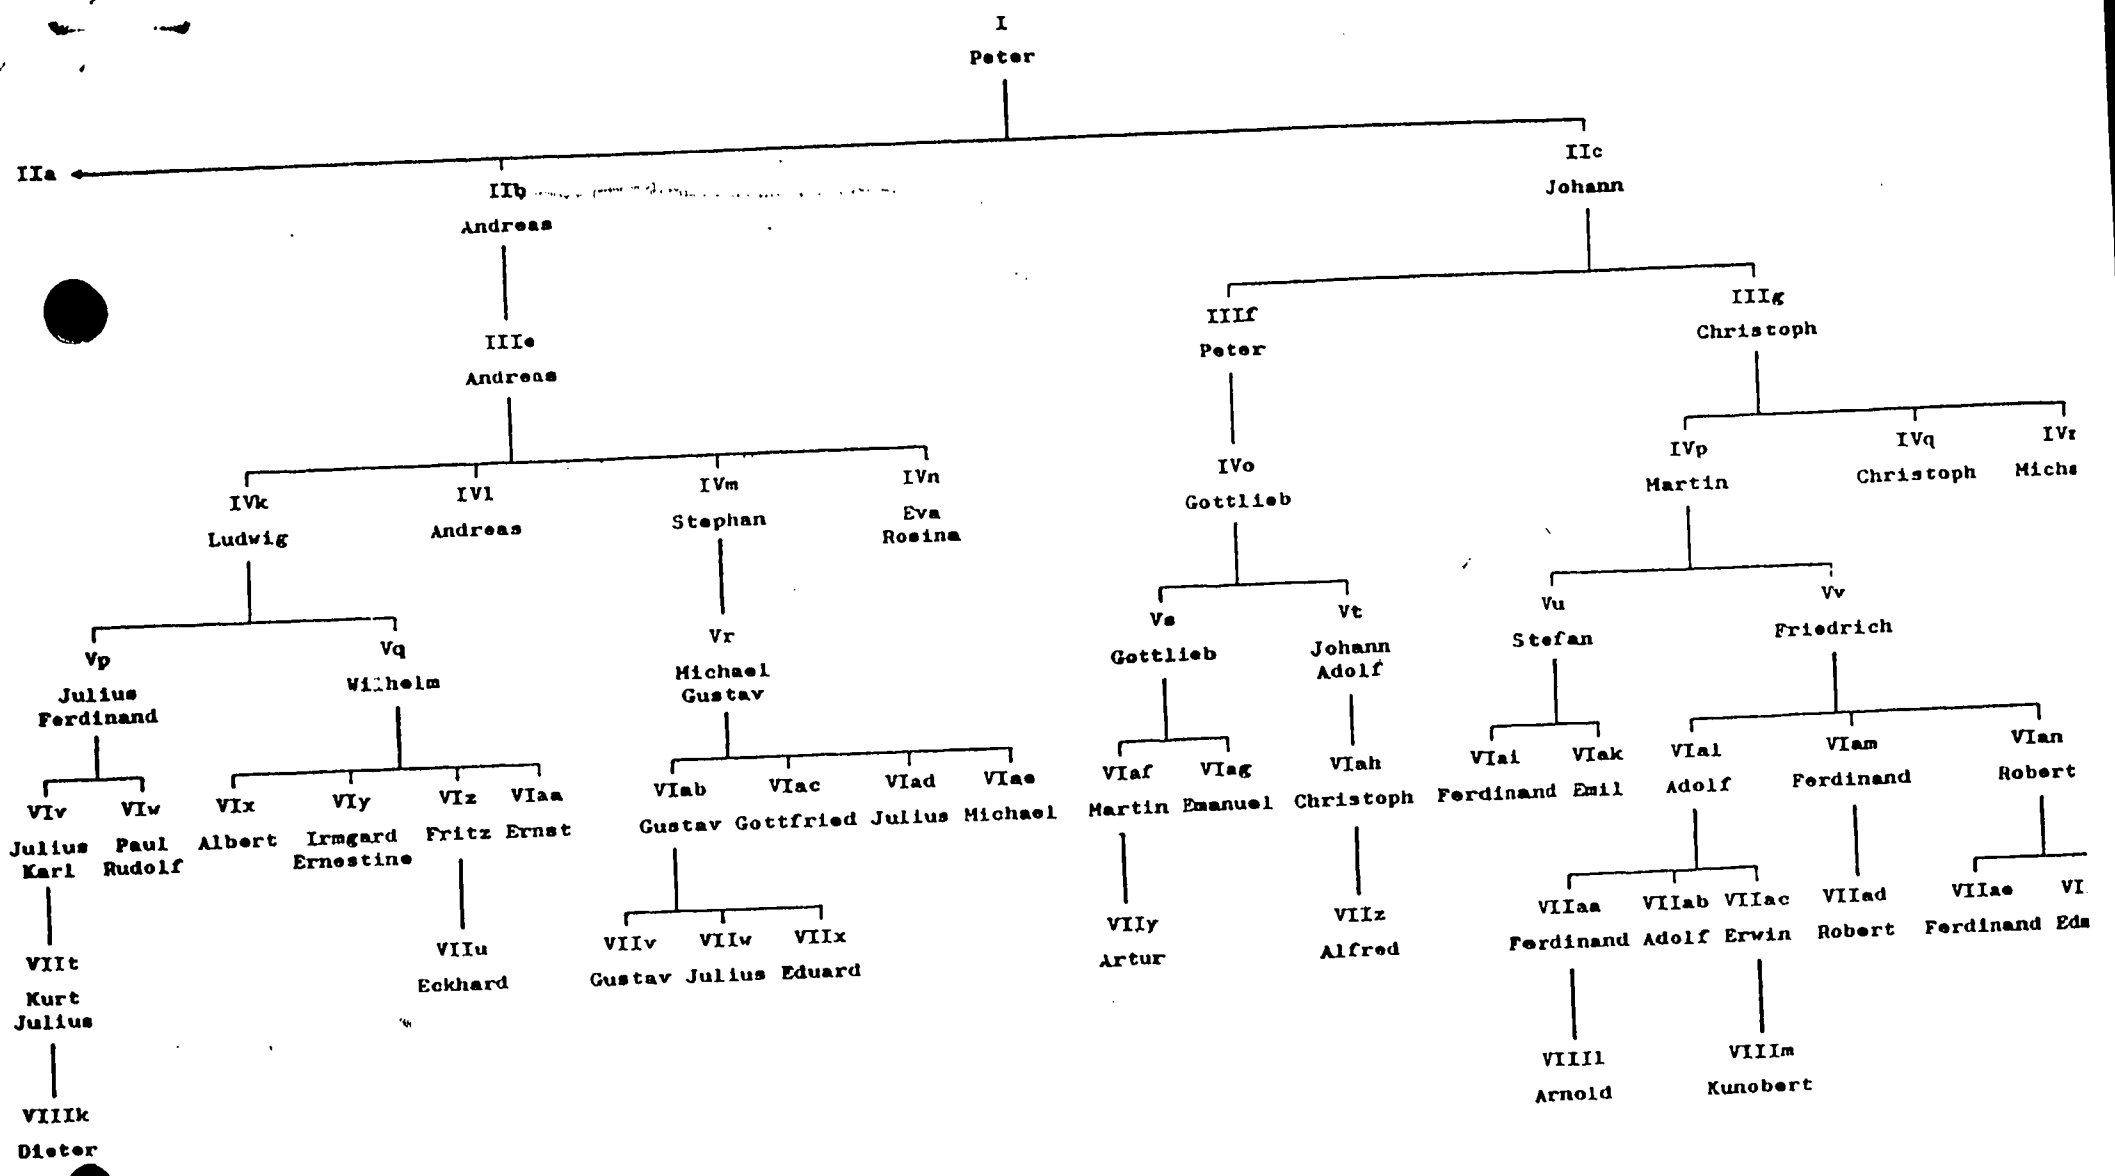 I
Peter
IIa
IIb
Andreas
IIc
Johann
IIIe
Andreas
IIIf
Peter
IIIg
Christoph
IVk
Ludwig
IVl
Andreas
IVm
Stephan
IVn
Eva
Rosina
IVo
Gottlieb
IVp
Martin
IVq
Christoph
Vp
Julius
Ferdinand
Vq
Wilhelm
Vr
Michael
Gustav
Vs
Gottlieb
Vt
Johann
Adolf
Vu
Stefan
Vv
Friedrich
VIv
Julius
Karl
VIw
Paul
Rudolf
VIx
Albert
VIy
Irmgard
Ernestine
VIz
Fritz
VIaa
Ernst
VIab
Gustav
VIac
Gottfried
VIad
Julius
VIae
Michael
VIaf
Martin
VIag
Emanuel
VIah
Christoph
VIai
Ferdinand
VIak
Emil
VIal
Adolf
VIam
Ferdinand
VIan
Robert
VIIt
Kurt
Julius
VIIu
Eckhard
VIIv
Gustav
VIIw
Julius
VIIx
Eduard
VIIy
Artur
VIIz
Alfred
VIIaa
Ferdinand
VIIab
Adolf
VIIac
Erwin
VIIad
Robert
VIIae
Ferdinand
VIIIk
Dieter
VIIIl
Arnold
VIIIm
Kunobert